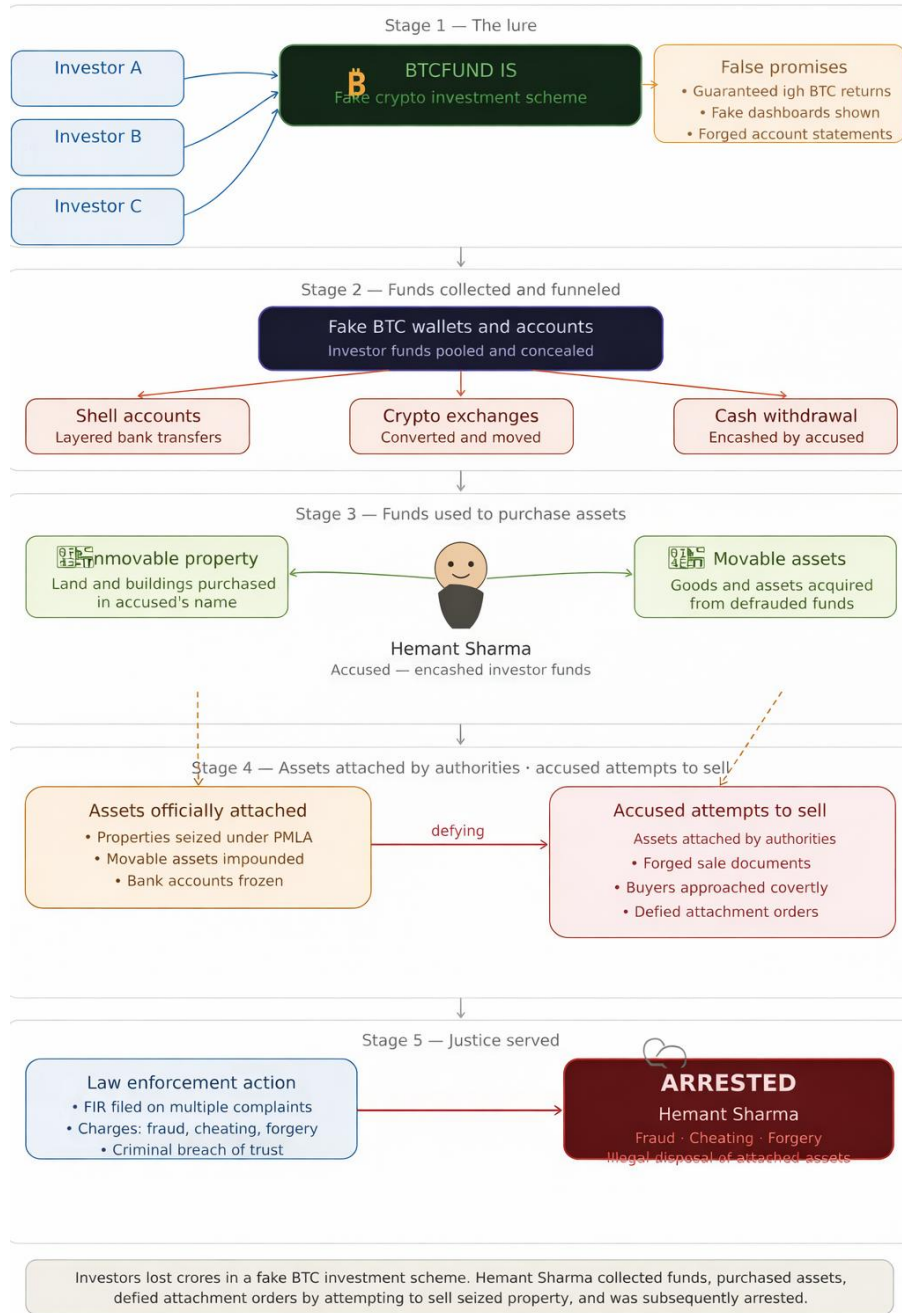 Stage 1 — The lure
Investor A
Investor B
Investor C
BTCFUND IS
Fake crypto investment scheme
False promises
• Guaranteed igh BTC returns
• Fake dashboards shown
• Forged account statements
Stage 2 — Funds collected and funneled
Fake BTC wallets and accounts
Investor funds pooled and concealed
Shell accounts
Layered bank transfers
Crypto exchanges
Converted and moved
Cash withdrawal
Encashed by accused
Stage 3 — Funds used to purchase assets
nmovable property
Land and buildings purchased
in accused's name
Hemant Sharma
Accused — encashed investor funds
Movable assets
Goods and assets acquired
from defrauded funds
Stage 4 — Assets attached by authorities · accused attempts to sell
Assets officially attached
• Properties seized under PMLA
• Movable assets impounded
• Bank accounts frozen
defying
Accused attempts to sell
Assets attached by authorities
• Forged sale documents
• Buyers approached covertly
• Defied attachment orders
Stage 5 — Justice served
Law enforcement action
• FIR filed on multiple complaints
• Charges: fraud, cheating, forgery
• Criminal breach of trust
ARRESTED
Hemant Sharma
Fraud · Cheating · Forgery
Illegal disposal of attached assets
Investors lost crores in a fake BTC investment scheme. Hemant Sharma collected funds, purchased assets,
defied attachment orders by attempting to sell seized property, and was subsequently arrested.